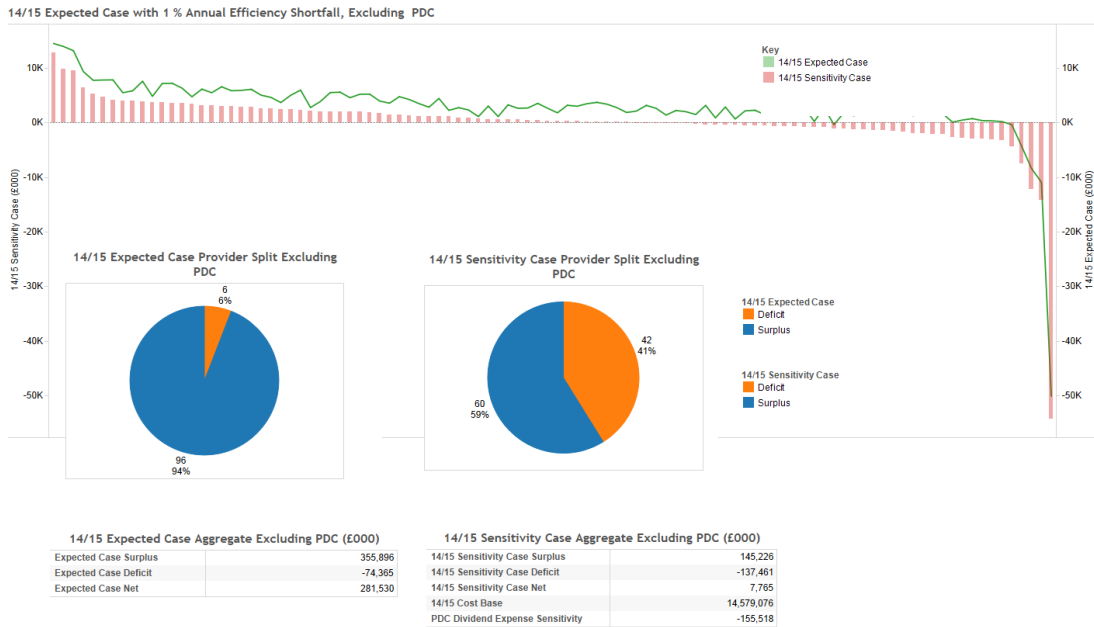 14/15 Expected Case with 1 % Annual Efficiency Shortfall, Excluding PDC
Key
14/15 Expected Case
14/15 Sensitivity Case
10K
0K
-10K
-20K
-30K
-40K
-50K
14/15 Sensitivity Case (£000)
10K
0K
-10K
-20K
-30K
-40K
-50K
14/15 Expected Case (£000)
14/15 Expected Case Provider Split Excluding
PDC
6
6%
96
94%
14/15 Sensitivity Case Provider Split Excluding
PDC
42
41%
60
59%
14/15 Expected Case
Deficit
Surplus
14/15 Sensitivity Case
Deficit
Surplus
14/15 Expected Case Aggregate Excluding PDC (£000)
Expected Case Surplus 355,896
Expected Case Deficit -74,365
Expected Case Net 281,530
14/15 Sensitivity Case Aggregate Excluding PDC (£000)
14/15 Sensitivity Case Surplus 145,226
14/15 Sensitivity Case Deficit -137,461
14/15 Sensitivity Case Net 7,765
14/15 Cost Base 14,579,076
PDC Dividend Expense Sensitivity -155,518